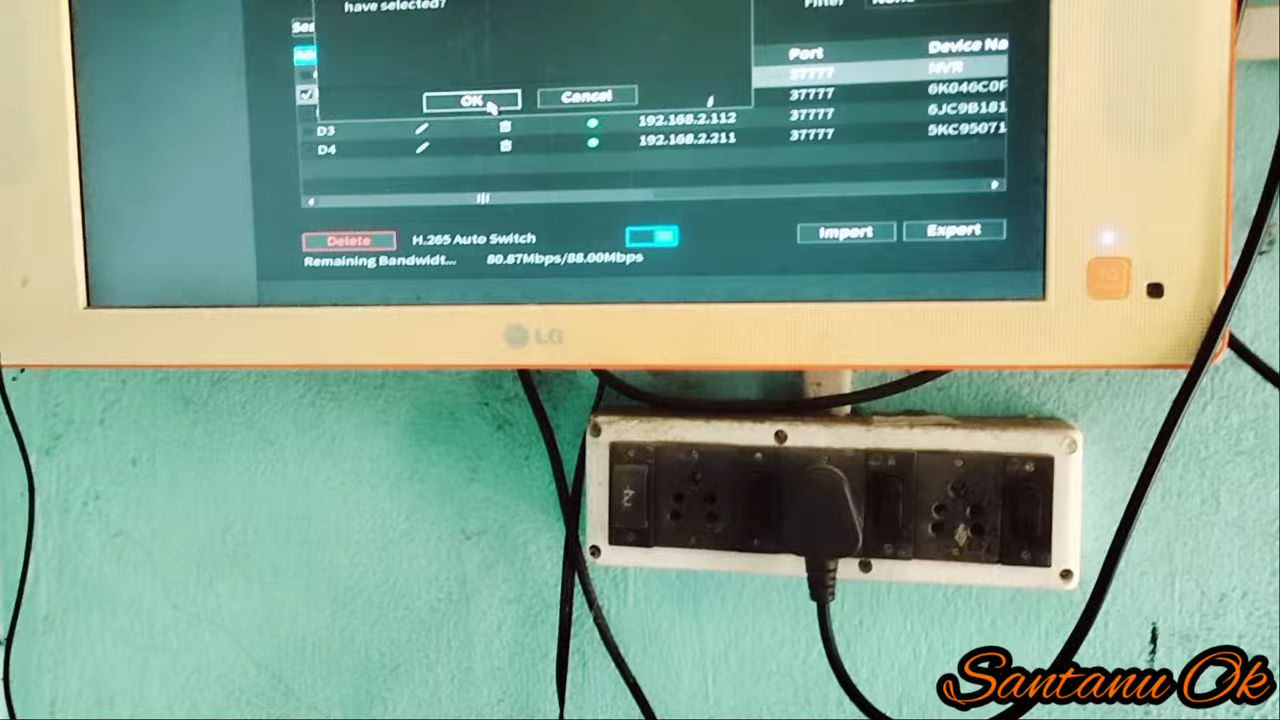 have selected?
Filter
OK
Cancel
Port
Device Na
37777
NVR
37777
6K046C0F
37777
6JC9B181
D3
192.168.2.112
37777
5KC95071
D4
192.168.2.211
Delete
H.265 Auto Switch
Import
Export
Remaining Bandwidt...
80.87Mbps/88.00Mbps
LG
Santanu Ok